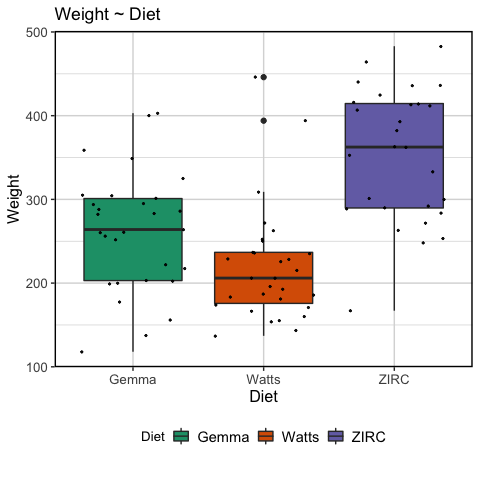 Weight ~ Diet
500
400
300
200
100
Weight
Gemma Watts ZIRC
Diet
Diet Gemma Watts ZIRC